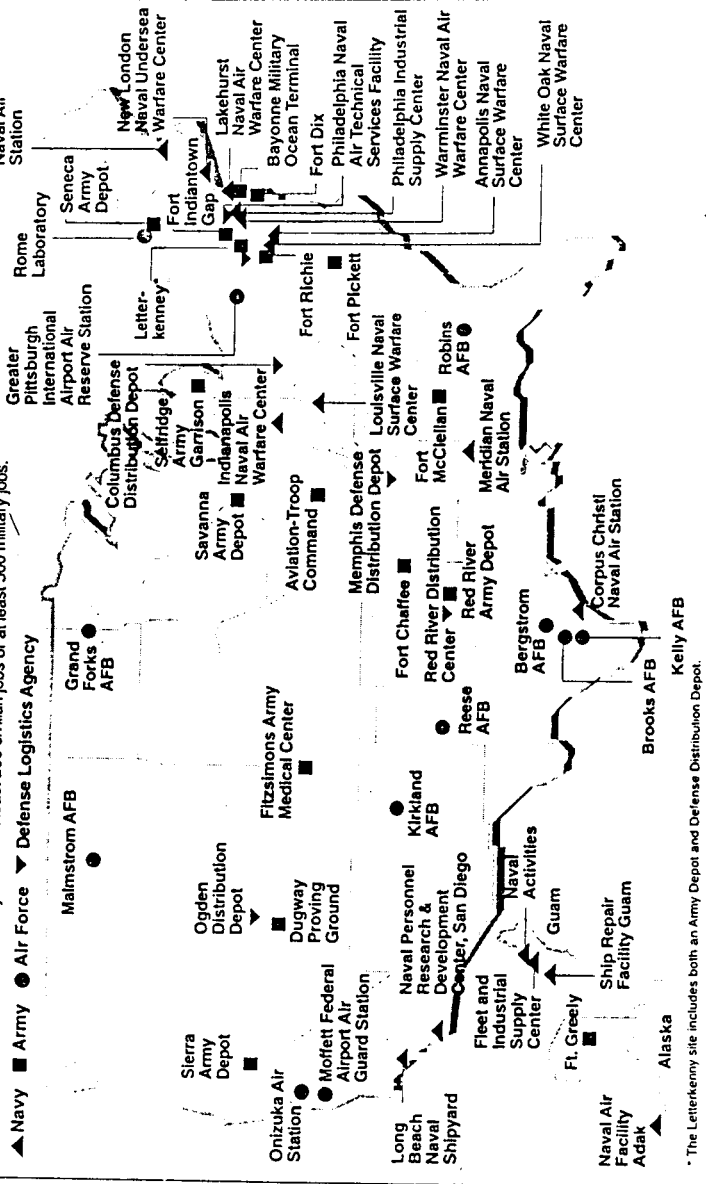 at least 300 military jobs.
▲ Navy ■ Army ● Air Force ▼ Defense Logistics Agency
Malmstrom AFB
Grand
Forks
AFB
Sierra
Army
Depot
Onizuka Air
Station
Moffett Federal
Airport Air
Guard Station
Long
Beach
Naval
Shipyard
Ogden
Distribution
Depot
Dugway
Proving
Ground
Naval Personnel
Research &
Development
Center, San Diego
Fitzsimons Army
Medical Center
Kirkland
AFB
Reese
AFB
Savanna
Army
Depot
Selfridge
Army
Garrison
Indianapolis
Naval Air
Warfare Center
Columbus Defense
Distribution Depot
Greater
Pittsburgh
International
Airport Air
Reserve Station
Letter-
kenney*
Rome
Laboratory
Seneca
Army
Depot
Fort
Indiantown
Gap
Naval Air
Station
New London
Naval Undersea
Warfare Center
Lakehurst
Naval Air
Warfare Center
Bayonne Military
Ocean Terminal
Fort Dix
Philadelphia Naval
Air Technical
Services Facility
Philadelphia Industrial
Supply Center
Warminster Naval Air
Warfare Center
Annapolis Naval
Surface Warfare
Center
White Oak Naval
Surface Warfare
Center
Fort Richie
Fort Pickett
Aviation-Troop
Command
Louisville Naval
Surface Warfare
Center
Memphis Defense
Distribution Depot
Fort Chaffee
Red River Distribution
Center
Red River
Army Depot
Fort
McClellan
Robins
AFB
Meridian Naval
Air Station
Bergstrom
AFB
Corpus Christi
Naval Air Station
Brooks AFB
Kelly AFB
Naval
Activities
Guam
Fleet and
Industrial
Supply
Center
Ship Repair
Facility Guam
Ft. Greely
Naval Air
Facility
Adak
Alaska
* The Letterkenny site includes both an Army Depot and Defense Distribution Depot.